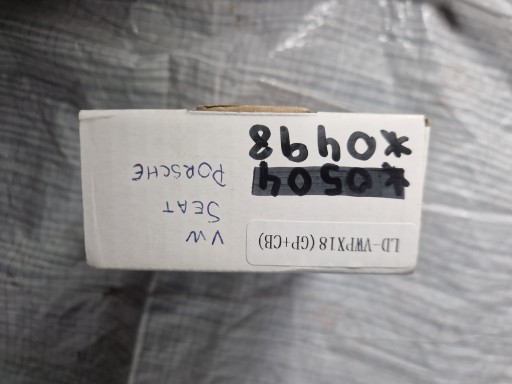 LD-VWPX18(GP+CB)
VW
SEAT
PORSCHE
*0504
*0498